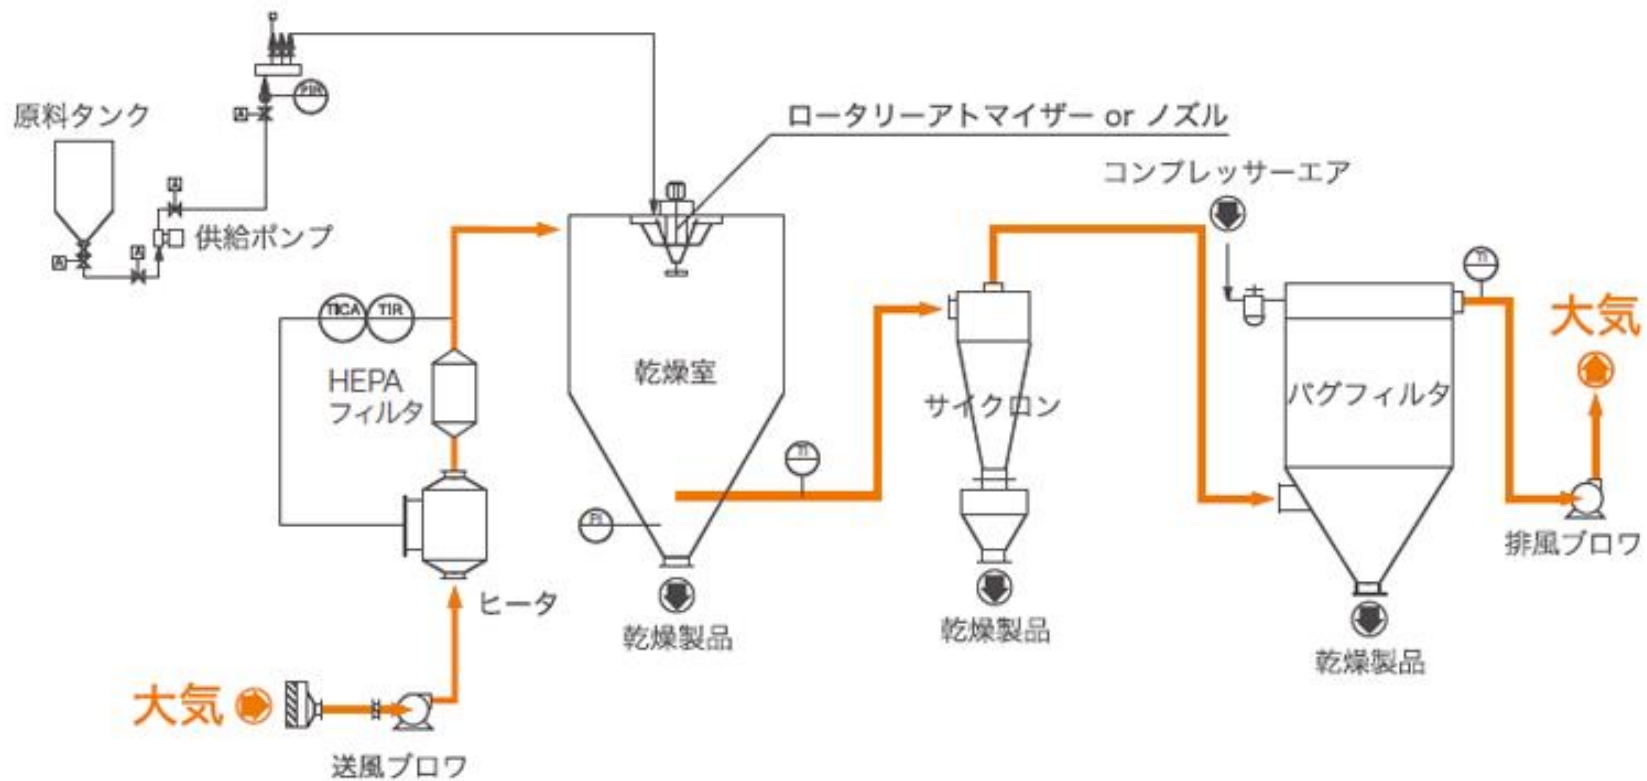 原料タンク
A
A
A
A
PIR
供給ポンプ
ロータリーアトマイザー or ノズル
コンプレッサーエア
TICA
TIR
HEPA
フィルタ
乾燥室
サイクロン
バグフィルタ
TI
TI
PI
大気
排風ブロワ
ヒータ
乾燥製品
乾燥製品
乾燥製品
大気
送風ブロワ